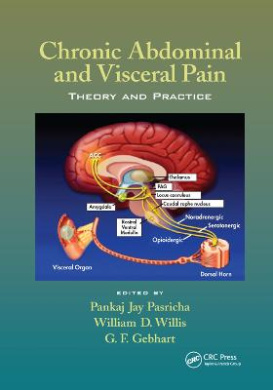 Chronic Abdominal
and Visceral Pain
THEORY AND PRACTICE
ACC
Thalamus
PAG
Locus coeruleus
Caudal raphe nucleus
Amygdala
Rostral
Ventral
Medulla
Noradrenergic
Serotonergic
Opioidergic
Visceral Organ
Dorsal Horn
EDITED BY
Pankaj Jay Pasricha
William D. Willis
G. F. Gebhart
CRC
CRC Press
Taylor & Francis Group